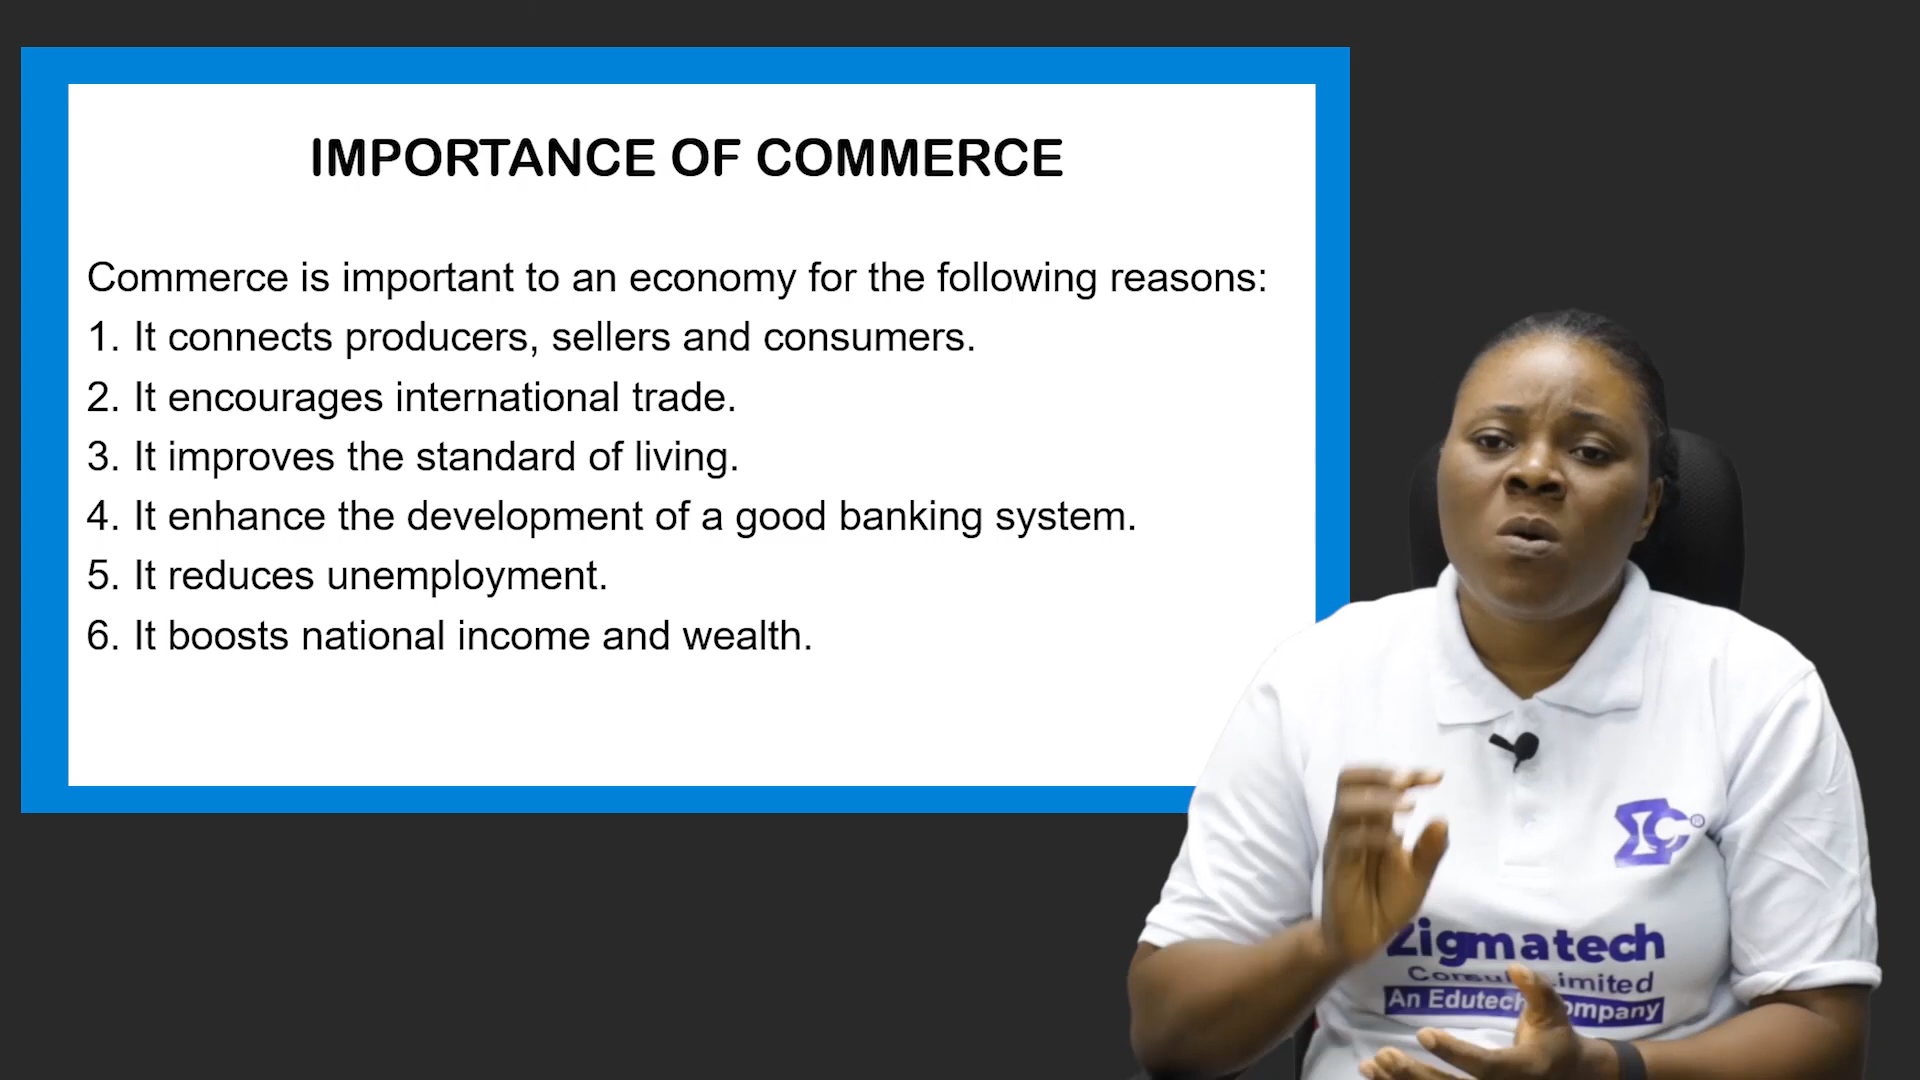 IMPORTANCE OF COMMERCE
Commerce is important to an economy for the following reasons:
1. It connects producers, sellers and consumers.
2. It encourages international trade.
3. It improves the standard of living.
4. It enhance the development of a good banking system.
5. It reduces unemployment.
6. It boosts national income and wealth.
Zigmatech
An Edutech